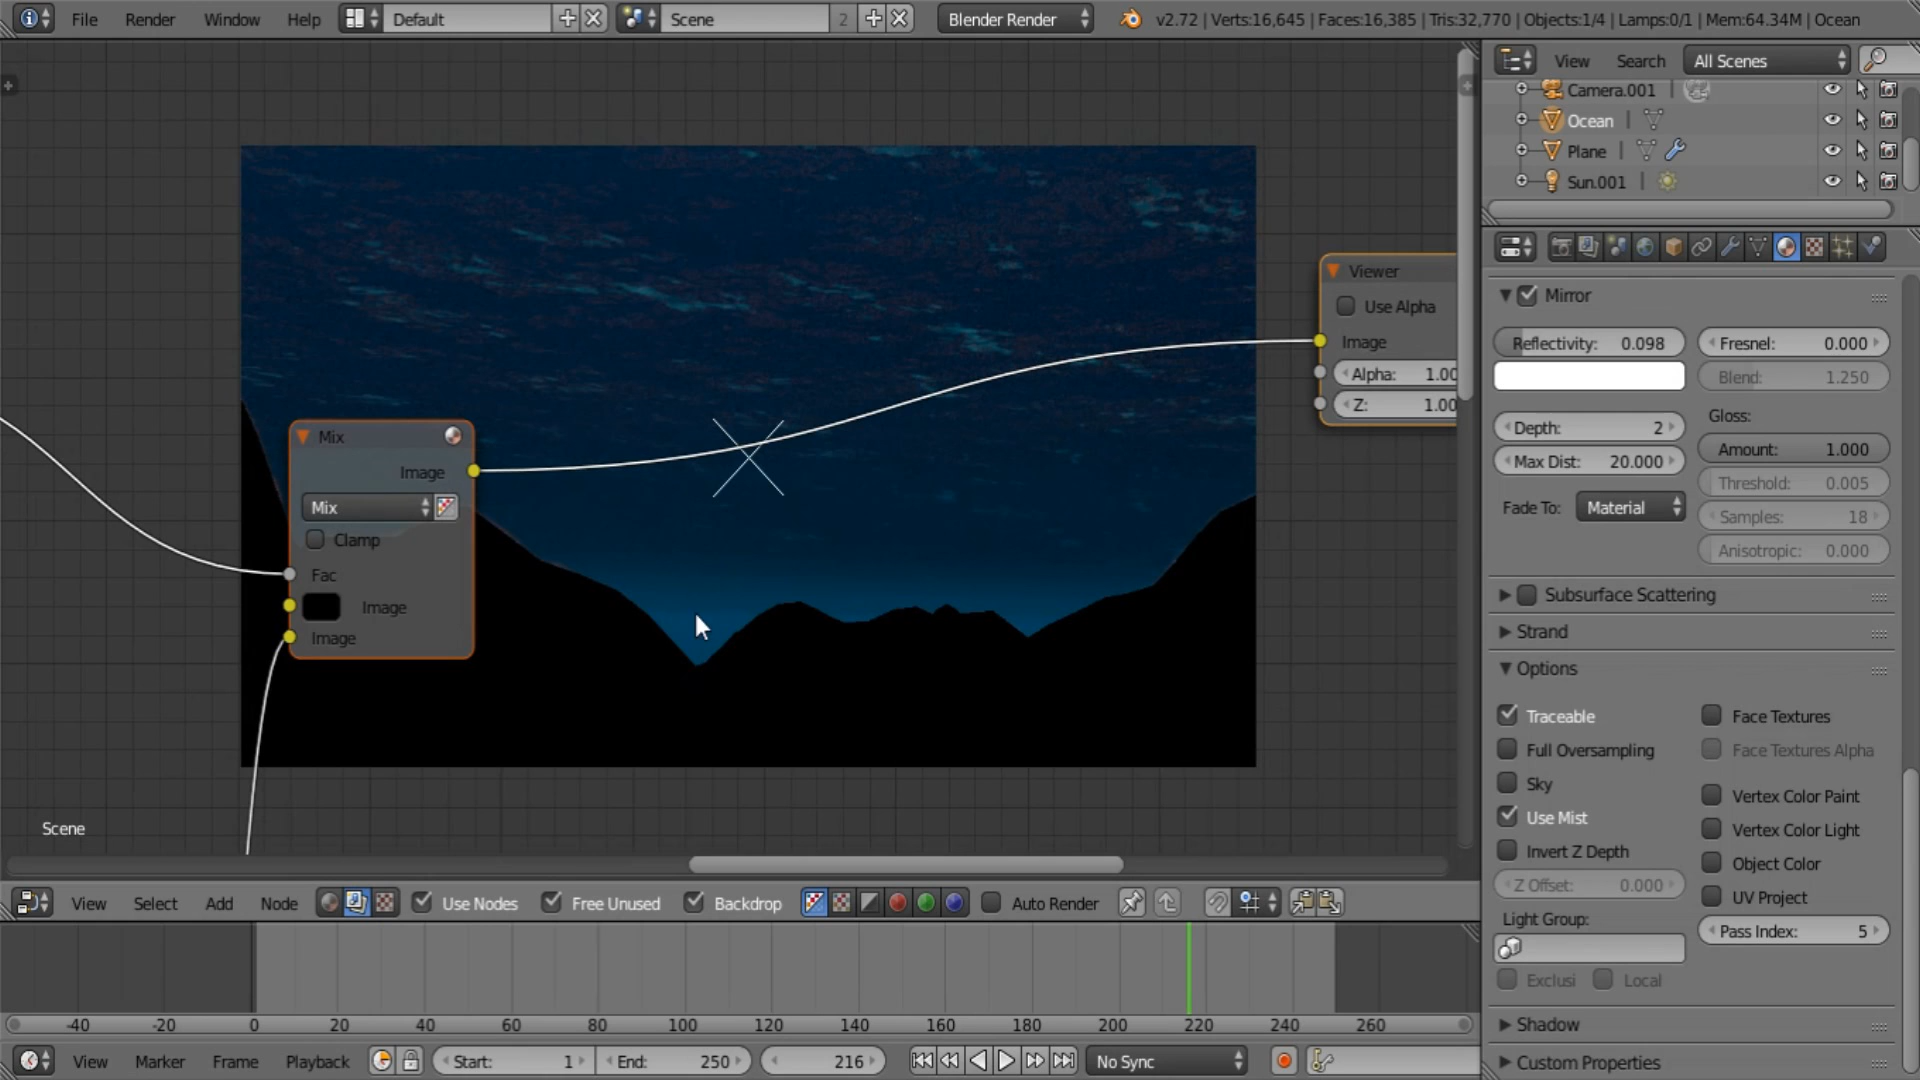 File Render Window Help Default Scene 2 Blender Render v2.72 | Verts:16,645 | Faces:16,385 | Tris:32,770 | Objects:1/4 | Lamps:0/1 | Mem:64.34M | Ocean
View Search All Scenes
Camera.001
Ocean
Plane
Sun.001
Mix
Image
Mix
Clamp
Fac
Image
Image
Viewer
Use Alpha
Image
Alpha: 1.00
Z: 1.00
Scene
Mirror
Reflectivity: 0.098 Fresnel: 0.000
Blend: 1.250
Gloss:
Depth: 2 Amount: 1.000
Max Dist: 20.000 Threshold: 0.005
Fade To: Material Samples: 18
Anisotropic: 0.000
Subsurface Scattering
Strand
Options
Traceable Face Textures
Full Oversampling Face Textures Alpha
Sky Vertex Color Paint
Use Mist Vertex Color Light
Invert Z Depth Object Color
Z Offset: 0.000 UV Project
Light Group: Pass Index: 5
Exclusi Local
Shadow
Custom Properties
View Select Add Node Use Nodes Free Unused Backdrop Auto Render
-40 -20 0 20 40 60 80 100 120 140 160 180 200 220 240 260
View Marker Frame Playback Start: 1 End: 250 216 No Sync